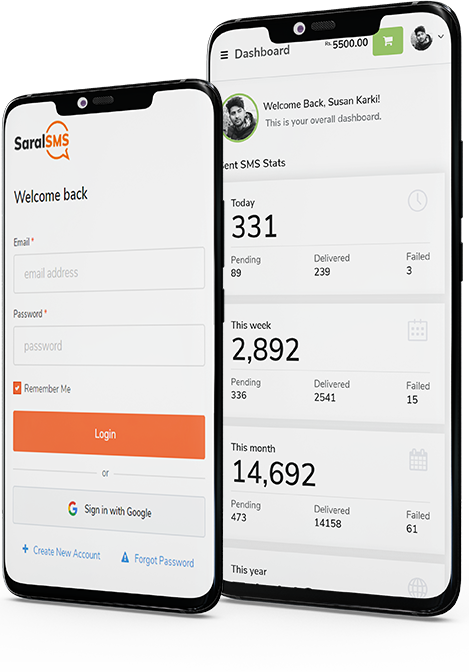 SaralSMS
Welcome back
Email *
email address
Password *
password
Remember Me
Login
or
Sign in with Google
Create New Account
Forgot Password
Dashboard
Rs. 5500.00
Welcome Back, Susan Karki!
This is your overall dashboard.
ent SMS Stats
Today
331
Pending Delivered Failed
89 239 3
This week
2,892
Pending Delivered Failed
336 2541 15
This month
14,692
Pending Delivered Failed
473 14158 61
This year